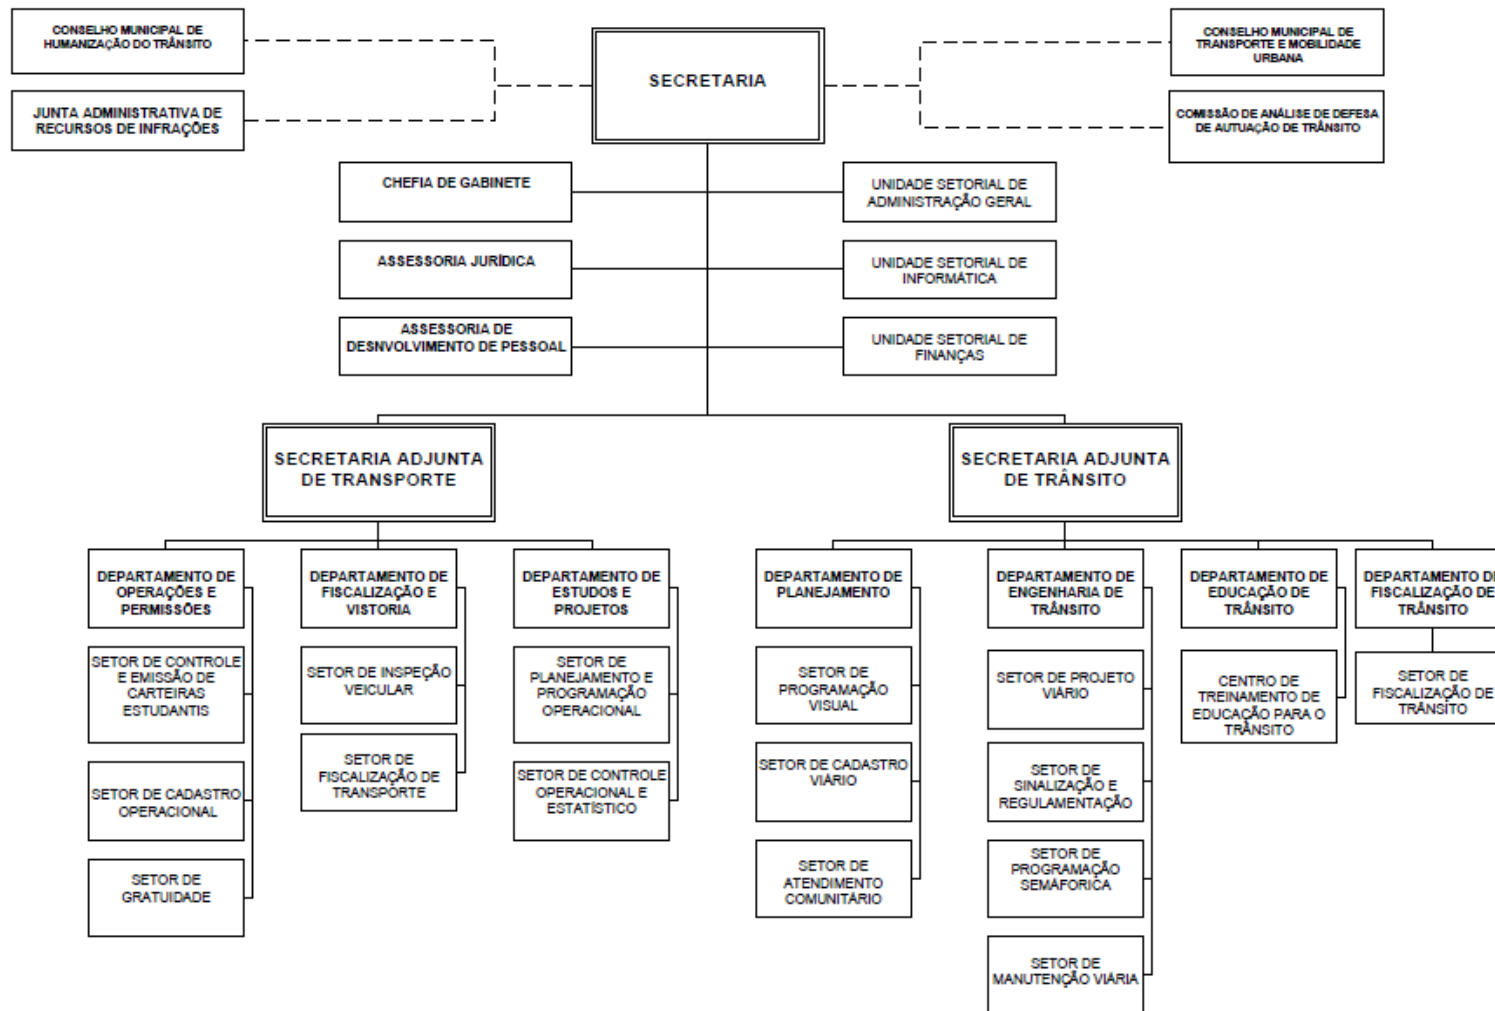 CONSELHO MUNICIPAL DE
HUMANIZAÇÃO DO TRÂNSITO
JUNTA ADMINISTRATIVA DE
RECURSOS DE INFRAÇÕES
SECRETARIA
CONSELHO MUNICIPAL DE
TRANSPORTE E MOBILIDADE
URBANA
COMISSÃO DE ANÁLISE DE DEFESA
DE AUTUAÇÃO DE TRÂNSITO
CHEFIA DE GABINETE
UNIDADE SETORIAL DE
ADMINISTRAÇÃO GERAL
ASSESSORIA JURÍDICA
UNIDADE SETORIAL DE
INFORMÁTICA
ASSESSORIA DE
DESNVOLVIMENTO DE PESSOAL
UNIDADE SETORIAL DE
FINANÇAS
SECRETARIA ADJUNTA
DE TRANSPORTE
SECRETARIA ADJUNTA
DE TRÂNSITO
DEPARTAMENTO DE
OPERAÇÕES E
PERMISSÕES
SETOR DE CONTROLE
E EMISSÃO DE
CARTEIRAS
ESTUDANTIS
SETOR DE CADASTRO
OPERACIONAL
SETOR DE
GRATUIDADE
DEPARTAMENTO DE
FISCALIZAÇÃO E
VISTORIA
SETOR DE INSPEÇÃO
VEICULAR
SETOR DE
FISCALIZAÇÃO DE
TRANSPORTE
DEPARTAMENTO DE
ESTUDOS E
PROJETOS
SETOR DE
PLANEJAMENTO E
PROGRAMAÇÃO
OPERACIONAL
SETOR DE CONTROLE
OPERACIONAL E
ESTATÍSTICO
DEPARTAMENTO DE
PLANEJAMENTO
SETOR DE
PROGRAMAÇÃO
VISUAL
SETOR DE CADASTRO
VIÁRIO
SETOR DE
ATENDIMENTO
COMUNITÁRIO
DEPARTAMENTO DE
ENGENHARIA DE
TRÂNSITO
SETOR DE PROJETO
VIÁRIO
SETOR DE
SINALIZAÇÃO E
REGULAMENTAÇÃO
SETOR DE
PROGRAMAÇÃO
SEMÁFORICA
SETOR DE
MANUTENÇÃO VIÁRIA
DEPARTAMENTO DE
EDUCAÇÃO DE
TRÂNSITO
CENTRO DE
TREINAMENTO DE
EDUCAÇÃO PARA O
TRÂNSITO
DEPARTAMENTO DE
FISCALIZAÇÃO DE
TRÂNSITO
SETOR DE
FISCALIZAÇÃO DE
TRÂNSITO